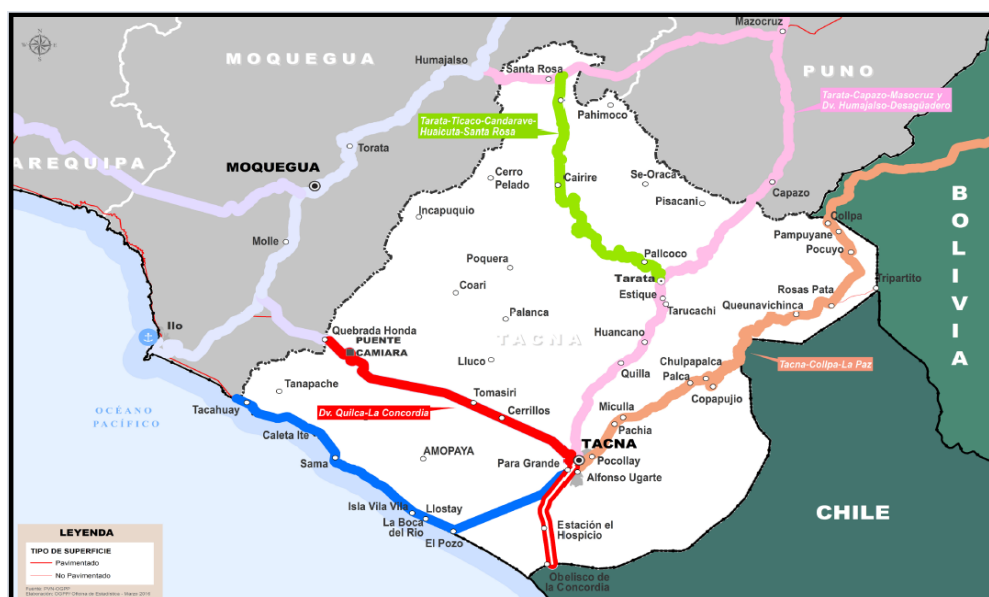 Mazocruz
MOQUEGUA
Humajalso
Santa Rosa
PUNO
Tarata-Capazo-Masocruz y
Dv. Humajalso-Desagüadero
Pahimoco
Tarata-Ticaco-Candarave-
Huaicuta-Santa Rosa
AREQUIPA
Torata
MOQUEGUA
Cerro
Pelado
Cairire
Se-Oraca
Capazo
Pisacani
BOLIVIA
Incapuquio
Collpa
Pampuyane
Pocuyo
Molle
Poquera
Pallcoco
Tarata
Tripartito
Coari
Estique
Rosas Pata
Tarucachi
Queunavichinca
Palanca
Ilo
Quebrada Honda
PUENTE
CAMIARA
TACNA
Huancano
Lluco
Quilla
Chulpapalca
Palca
Tacna-Collpa-La Paz
Copapujio
Tanapache
Tomasiri
Tacahuay
Dv. Quilca-La Concordia
Cerrillos
Miculla
Pachia
OCÉANO
PACÍFICO
Caleta Ite
TACNA
AMOPAYA
Sama
Para Grande
Pocollay
Alfonso Ugarte
Isla Vila Vila
Llostay
La Boca
del Rio
El Pozo
Estación el
Hospicio
CHILE
Obelisco de
la Concordia
LEYENDA
TIPO DE SUPERFICIE
Pavimentado
No Pavimentado